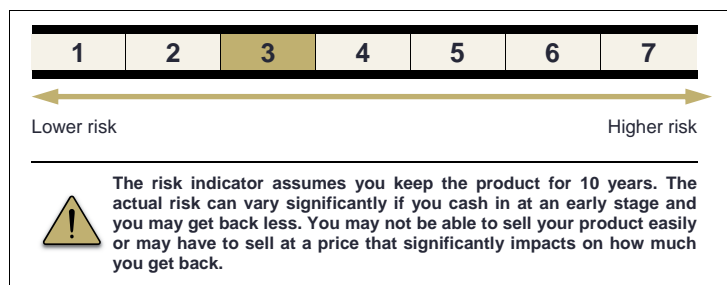 1 2 3 4 5 6 7
Lower risk Higher risk
The risk indicator assumes you keep the product for 10 years. The
actual risk can vary significantly if you cash in at an early stage and
you may get back less. You may not be able to sell your product easily
or may have to sell at a price that significantly impacts on how much
you get back.